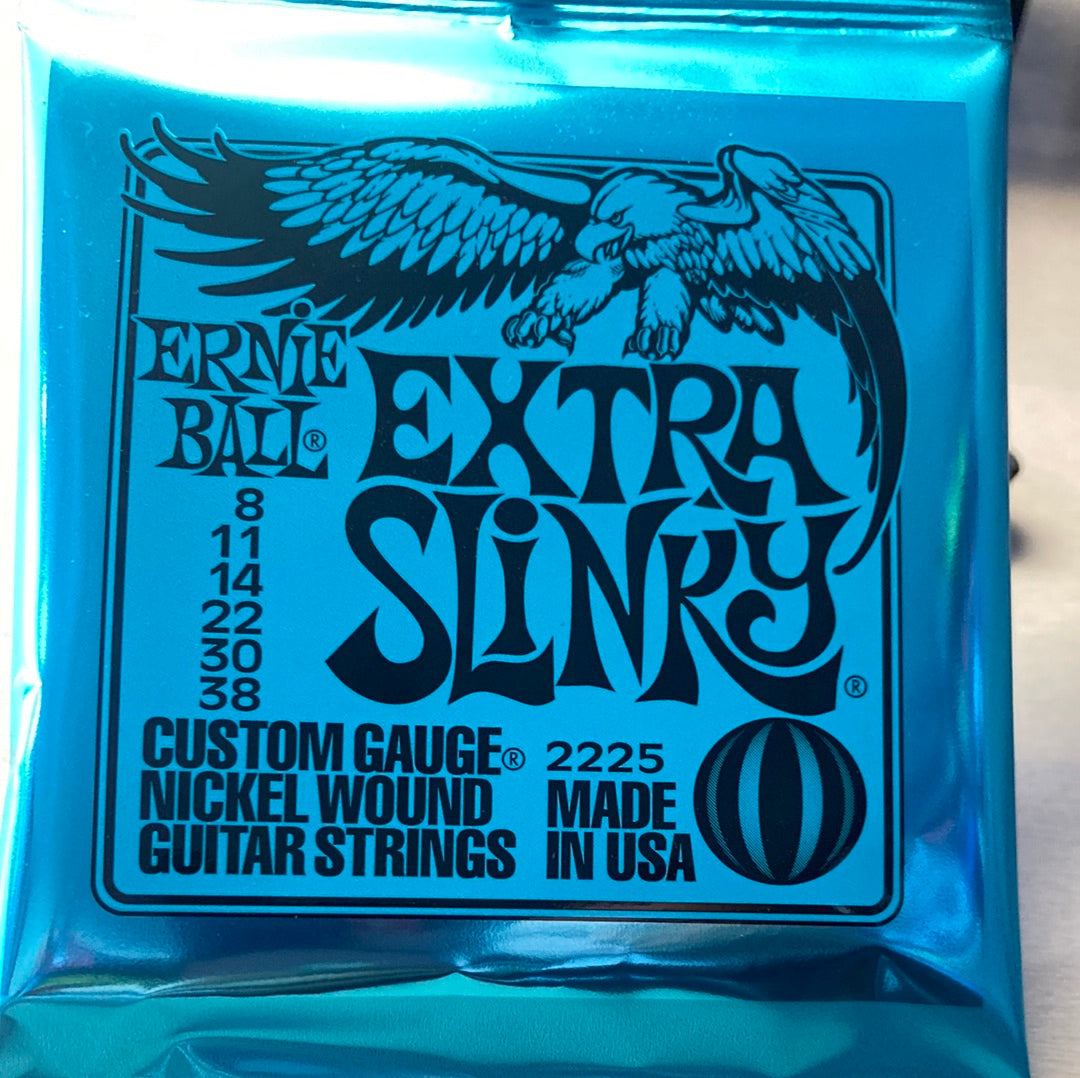 ERNiE
BALL®
EXTRA
SLiNKY®
8
11
14
22
30
38
CUSTOM GAUGE®
NICKEL WOUND
GUITAR STRINGS
2225
MADE
IN USA